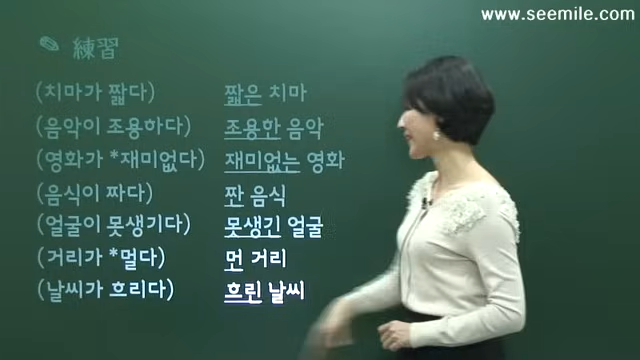 www.seemile.com
練習
(치마가 짧다) 짧은 치마
(음악이 조용하다) 조용한 음악
(영화가 *재미없다) 재미없는 영화
(음식이 짜다) 짠 음식
(얼굴이 못생기다) 못생긴 얼굴
(거리가 *멀다) 먼 거리
(날씨가 흐리다) 흐린 날씨